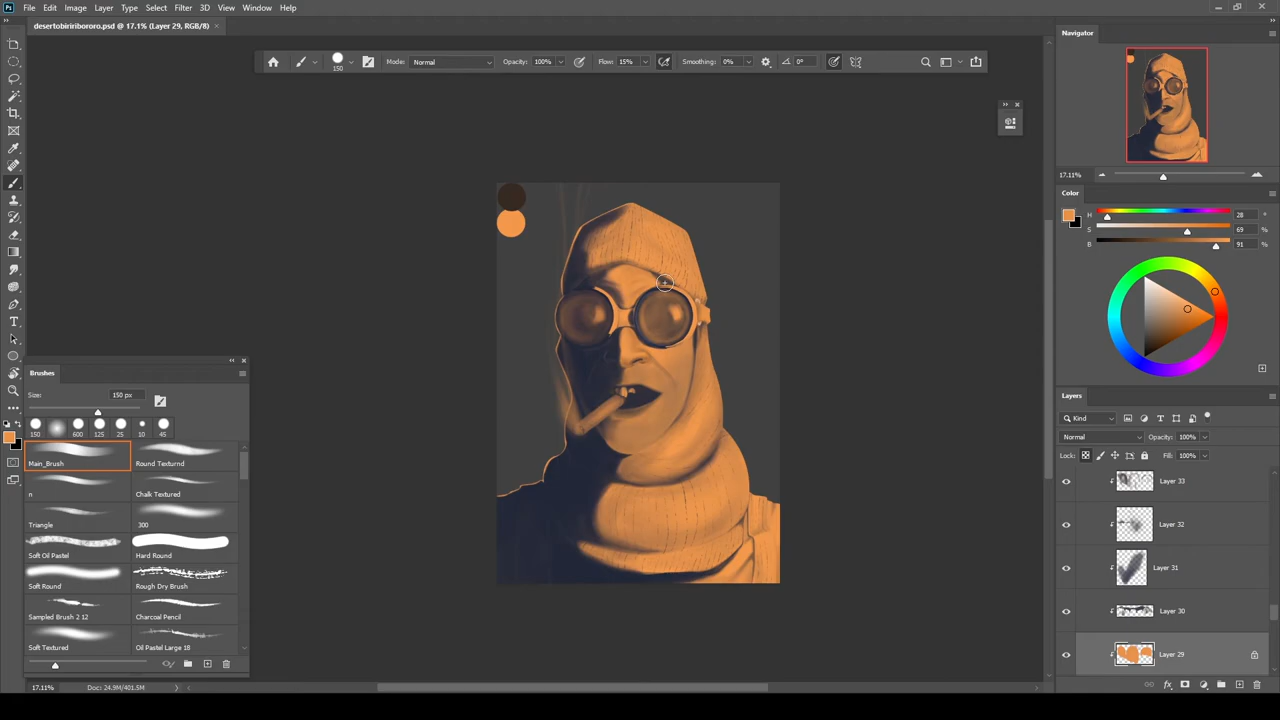 Ps File Edit Image Layer Type Select Filter 3D View Window Help
desertobiriribororo.psd @ 17.1% (Layer 29, RGB/8) ×
150 Mode: Normal Opacity: 100% Flow: 15% Smoothing: 0% 0°
Navigator
17.11%
Color
H 28 °
S 69 %
B 91 %
Brushes
Size: 150 px
150 600 125 25 10 45
Main_Brush Round Texturnd
n Chalk Textured
Triangle 300
Soft Oil Pastel Hard Round
Soft Round Rough Dry Brush
Sampled Brush 2 12 Charcoal Pencil
Soft Textured Oil Pastel Large 18
Layers
Kind
Normal Opacity: 100%
Lock: Fill: 100%
Layer 33
Layer 32
Layer 31
Layer 30
Layer 29
17.11% Doc: 24.9M/401.5M